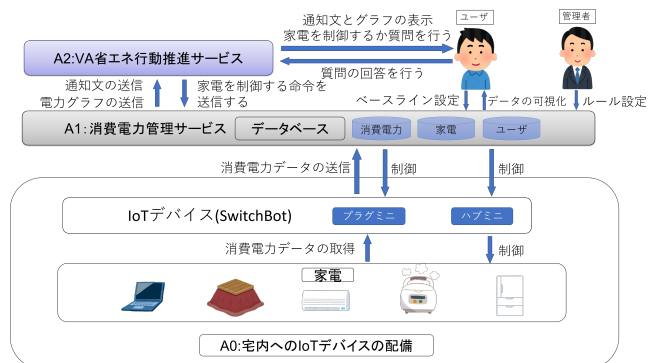 通知文とグラフの表示
家電を制御するか質問を行う
ユーザ
管理者
A2:VA省エネ行動推進サービス
質問の回答を行う
通知文の送信
電力グラフの送信
家電を制御する命令を
送信する
ベースライン設定
データの可視化
ルール設定
A1:消費電力管理サービス
データベース
消費電力
家電
ユーザ
消費電力データの送信
制御
制御
IoTデバイス(SwitchBot)
プラグミニ
ハブミニ
消費電力データの取得
制御
家電
A0:宅内へのIoTデバイスの配備